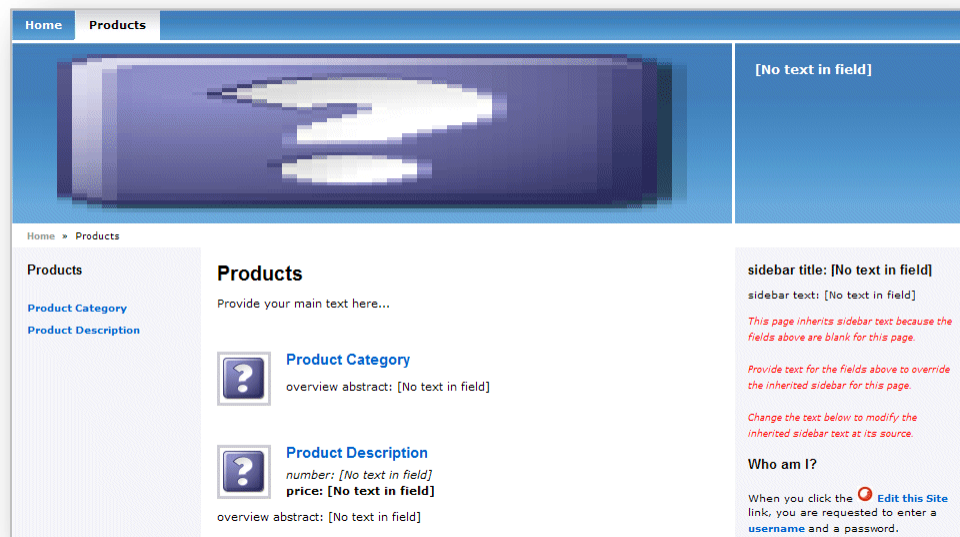 Home Products
[No text in field]
Home » Products
Products
Product Category
Product Description
Products
Provide your main text here...
Product Category
overview abstract: [No text in field]
Product Description
number: [No text in field]
price: [No text in field]
overview abstract: [No text in field]
sidebar title: [No text in field]
sidebar text: [No text in field]
This page inherits sidebar text because the
fields above are blank for this page.
Provide text for the fields above to override
the inherited sidebar for this page.
Change the text below to modify the
inherited sidebar text at its source.
Who am I?
When you click the Edit this Site
link, you are requested to enter a
username and a password.